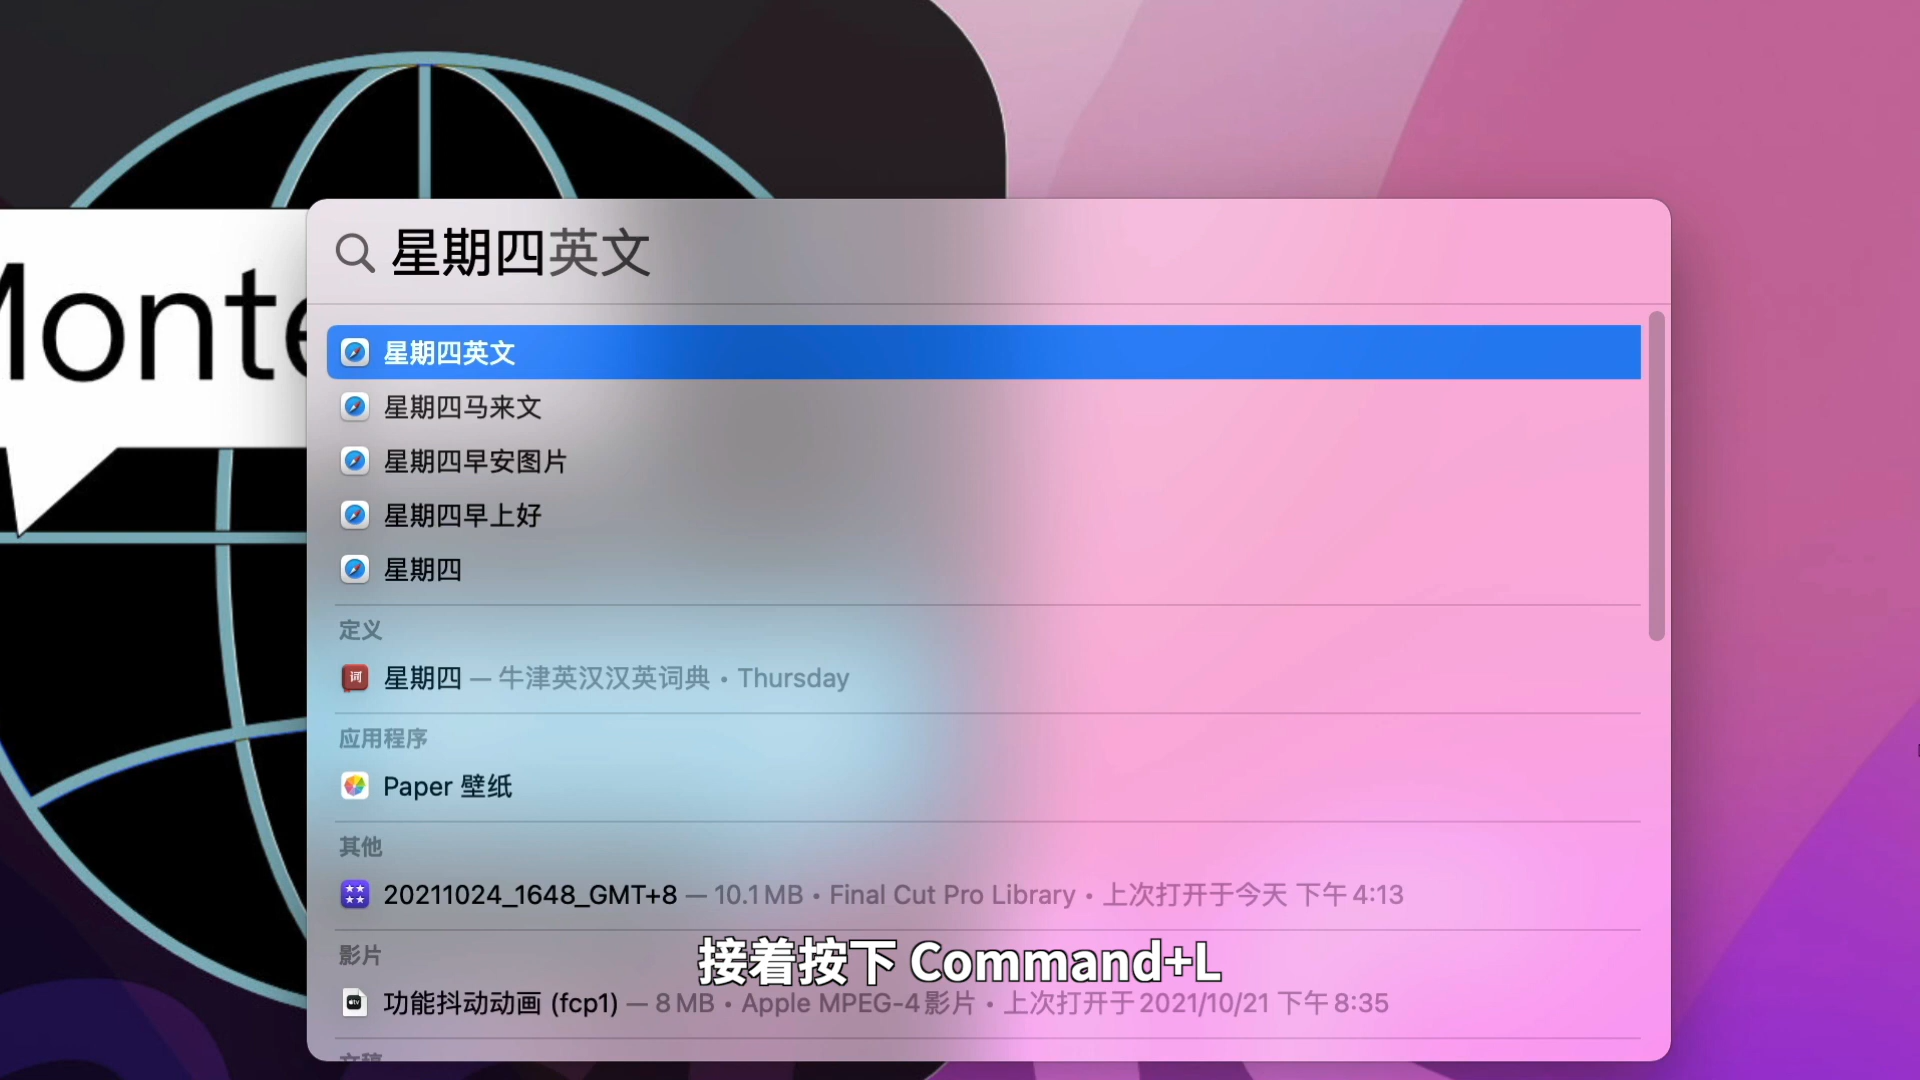 星期四英文
Monte
星期四英文
星期四马来文
星期四早安图片
星期四早上好
星期四
定义
星期四 — 牛津英汉汉英词典 • Thursday
应用程序
Paper 壁纸
其他
20211024_1648_GMT+8 — 10.1 MB • Final Cut Pro Library • 上次打开于今天 下午 4:13
影片
接着按下 Command+L
功能抖动动画 (fcp1) — 8 MB • Apple MPEG-4 影片 • 上次打开于 2021/10/21 下午 8:35